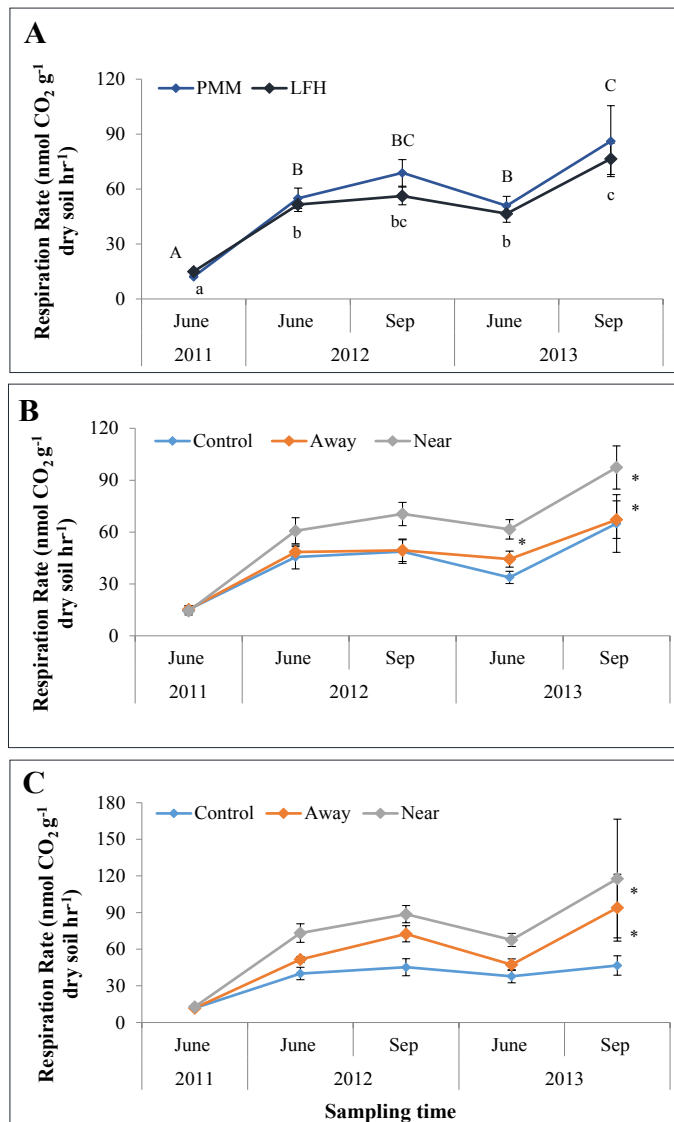 A
120
PMM LFH
C
90
BC
B
B
60
30
A
b
bc
b
c
a
0
Respiration Rate (nmol CO₂ g⁻¹
dry soil hr⁻¹)
June June Sep June Sep
2011 2012 2013
B
120
Control Away Near
90
60
30
0
*
*
*
Respiration Rate (nmol CO₂ g⁻¹
dry soil hr⁻¹)
June June Sep June Sep
2011 2012 2013
C
180
Control Away Near
150
120
90
60
30
0
*
*
Respiration Rate (nmol CO₂ g⁻¹
dry soil hr⁻¹)
June June Sep June Sep
2011 2012 2013
Sampling time